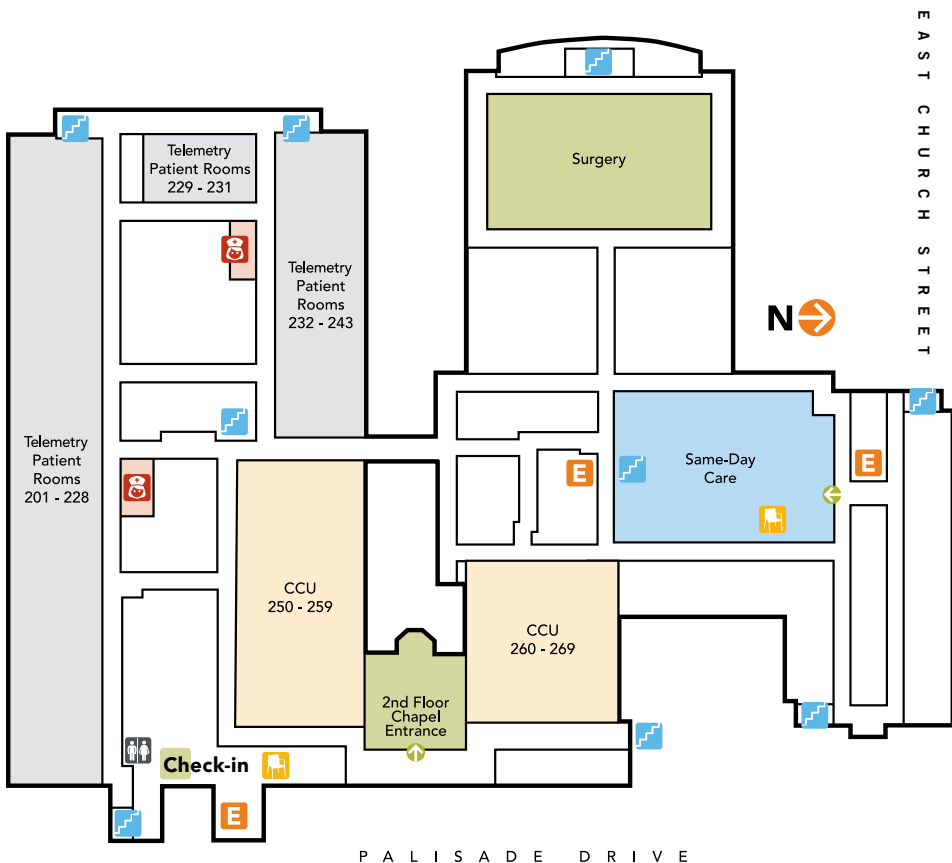 EAST CHURCH STREET
Telemetry
Patient Rooms
229 - 231
Surgery
Telemetry
Patient
Rooms
232 - 243
N
Telemetry
Patient
Rooms
201 - 228
Same-Day
Care
E
E
CCU
250 - 259
CCU
260 - 269
2nd Floor
Chapel
Entrance
Check-in
E
PALISADE DRIVE